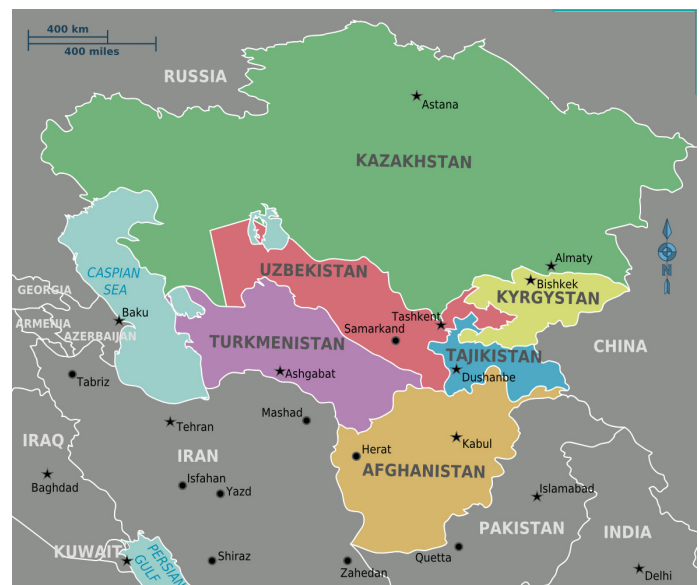 400 km
400 miles
RUSSIA
Astana
KAZAKHSTAN
Almaty
UZBEKISTAN
CASPIAN
SEA
Bishkek
GEORGIA
KYRGYSTAN
Baku
Tashkent
ARMENIA
AZERBAIJAN
Samarkand
TURKMENISTAN
CHINA
TAJIKISTAN
N
Tabriz
Ashgabat
Dushanbe
Mashad
Tehran
IRAQ
IRAN
Kabul
Herat
AFGHANISTAN
Baghdad
Isfahan
Yazd
Islamabad
PAKISTAN
INDIA
KUWAIT
PERSIAN
GULF
Shiraz
Zahedan
Quetta
Delhi